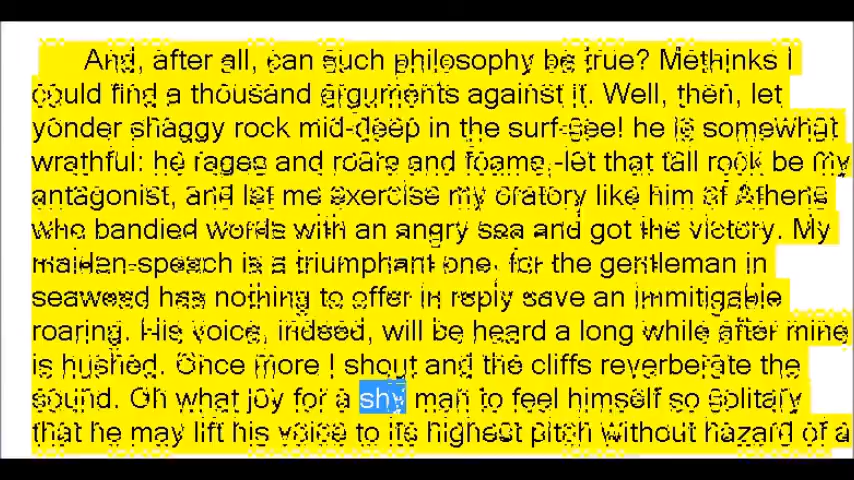 And, after all, can such philosophy be true? Methinks I
could find a thousand arguments against it. Well, then, let
yonder shaggy rock mid-deep in the surf-see! he is somewhat
wrathful: he rages and roars and foams,-let that tall rock be my
antagonist, and let me exercise my oratory like him of Athens
who bandied words with an angry sea and got the victory. My
maiden-speech is a triumphant one, for the gentleman in
seaweed has nothing to offer in reply save an immitigable
roaring. His voice, indeed, will be heard a long while after mine
is hushed. Once more I shout and the cliffs reverberate the
sound. Oh what joy for a shy man to feel himself so solitary
that he may lift his voice to its highest pitch without hazard of a